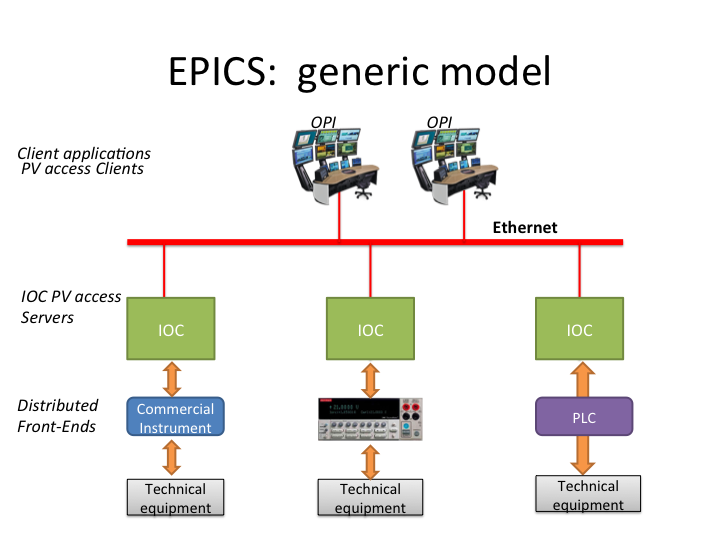 EPICS:  generic model
OPI
OPI
Client applications
PV access Clients
Ethernet
IOC PV access
Servers
IOC
IOC
IOC
Distributed
Front-Ends
Commercial
Instrument
PLC
Technical
equipment
Technical
equipment
Technical
equipment